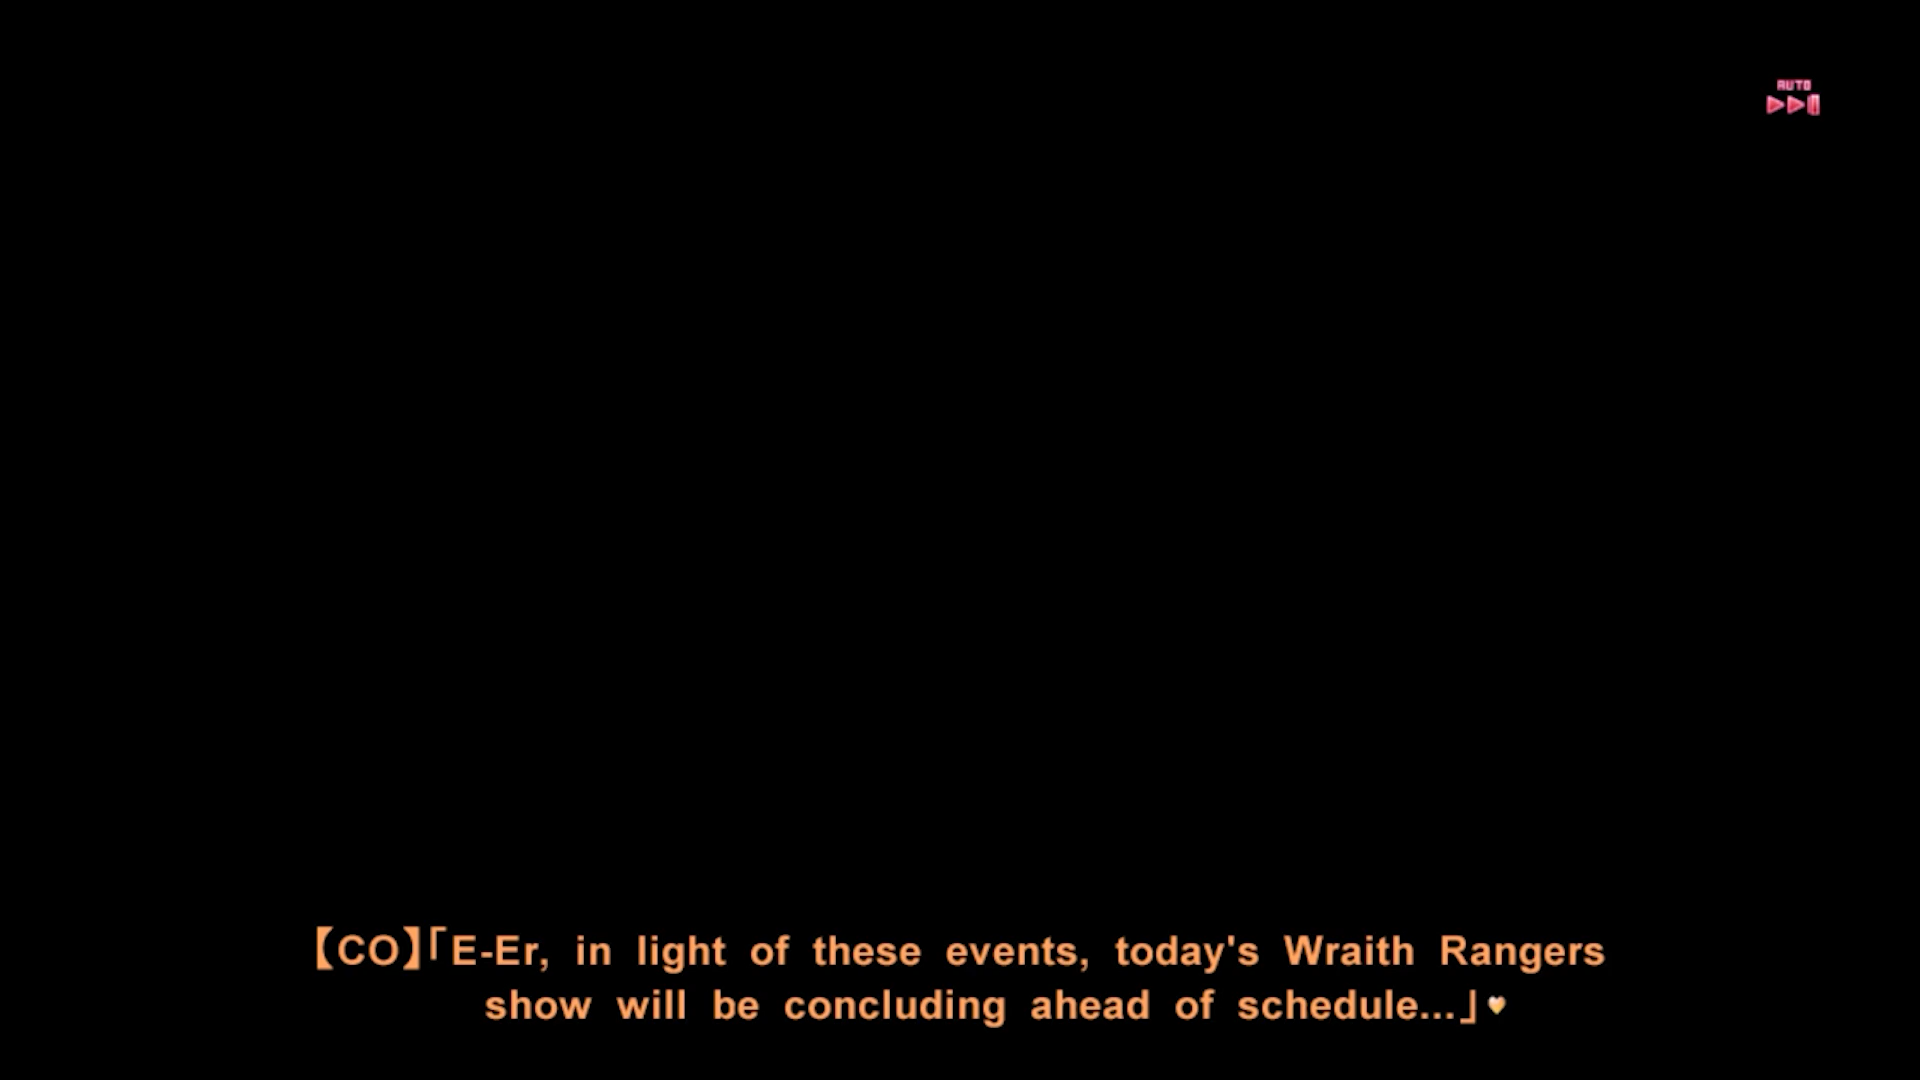 AUTO
【CO】「E-Er, in light of these events, today's Wraith Rangers
show will be concluding ahead of schedule...」